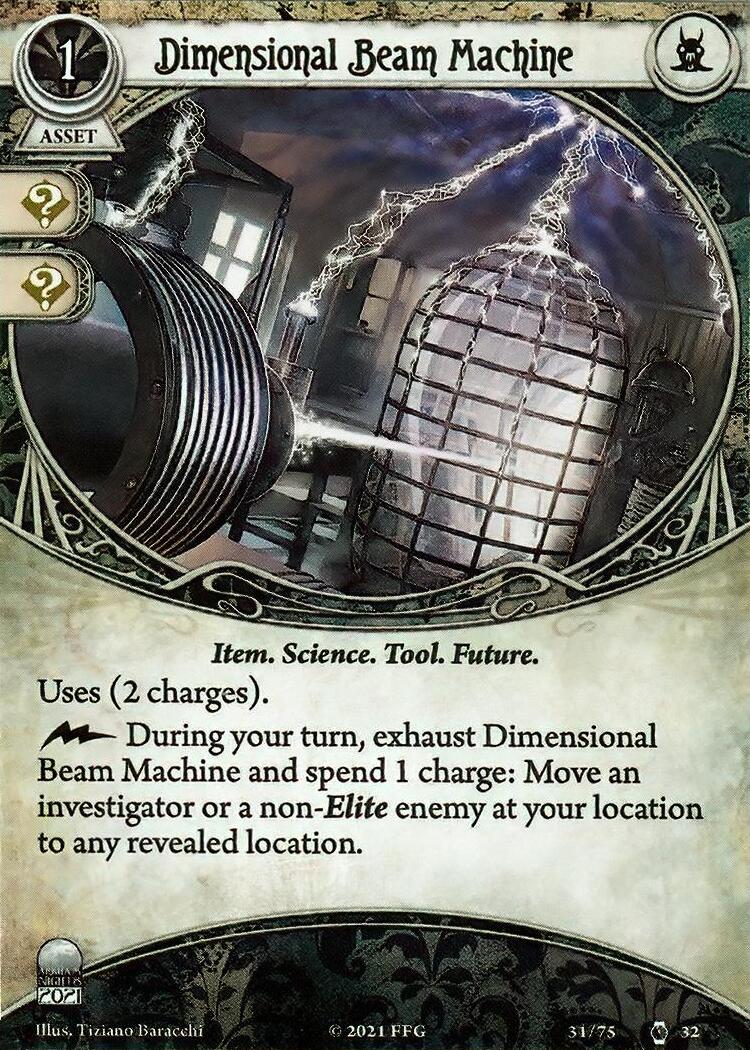 1
Dimensional Beam Machine
ASSET
?
?
Item. Science. Tool. Future.
Uses (2 charges).
During your turn, exhaust Dimensional
Beam Machine and spend 1 charge: Move an
investigator or a non-Elite enemy at your location
to any revealed location.
ARKHAM
NIGHTS
2021
Illus. Tiziano Baracchi
© 2021 FFG
31/75
32